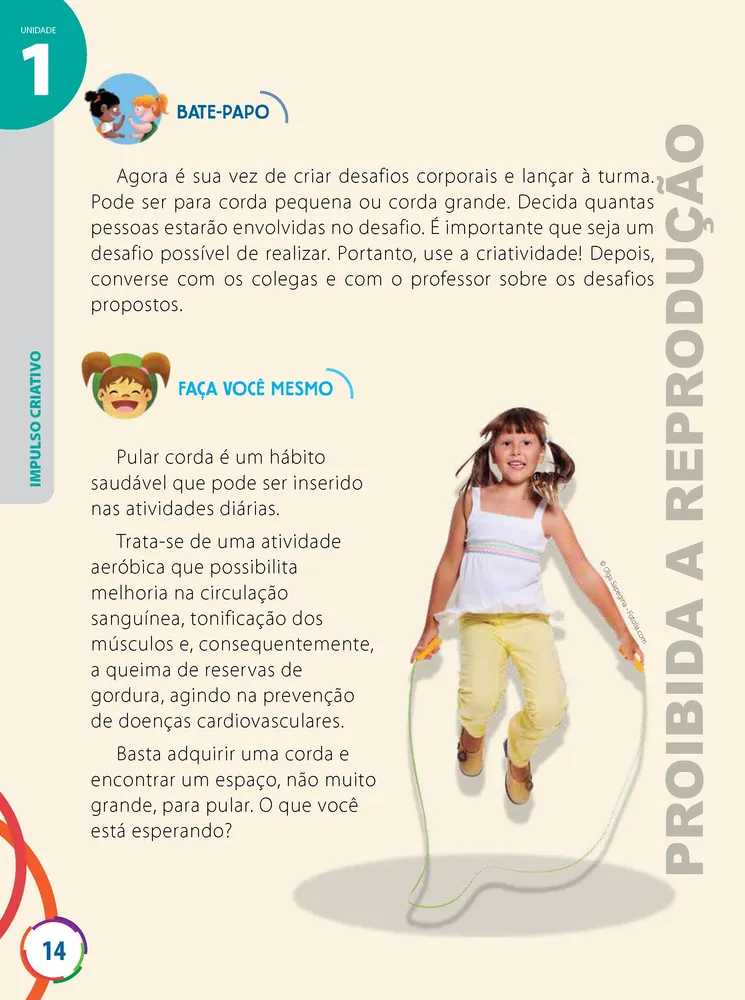 UNIDADE
1
BATE-PAPO
Agora é sua vez de criar desafios corporais e lançar à turma.
Pode ser para corda pequena ou corda grande. Decida quantas
pessoas estarão envolvidas no desafio. É importante que seja um
desafio possível de realizar. Portanto, use a criatividade! Depois,
converse com os colegas e com o professor sobre os desafios
propostos.
IMPULSO CRIATIVO
FAÇA VOCÊ MESMO
Pular corda é um hábito
saudável que pode ser inserido
nas atividades diárias.
Trata-se de uma atividade
aeróbica que possibilita
melhoria na circulação
sanguínea, tonificação dos
músculos e, consequentemente,
a queima de reservas de
gordura, agindo na prevenção
de doenças cardiovasculares.
Basta adquirir uma corda e
encontrar um espaço, não muito
grande, para pular. O que você
está esperando?
© Olga Sapegina - Fotolia.com
PROIBIDA A REPRODUÇÃO
14